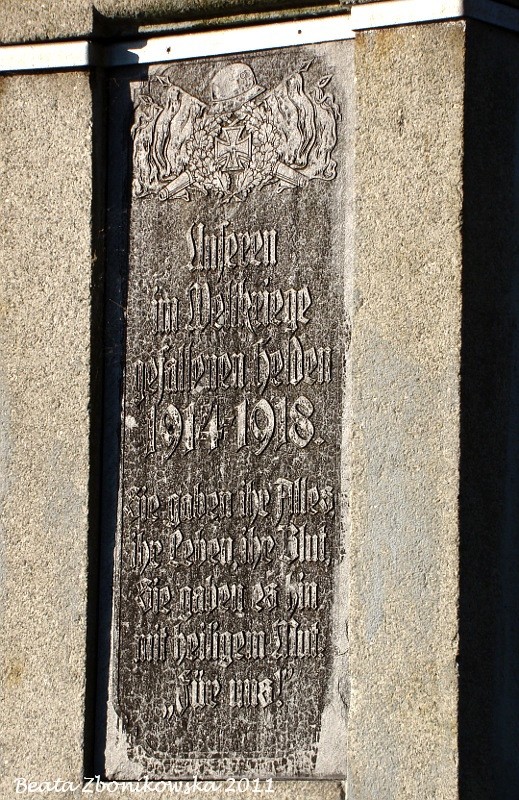 Unseren
im Weltkriege
gefallenen Helden
1914-1918.
Sie gaben ihr Alles
ihr Leben, ihr Blut,
Sie gaben es hin
mit heiligem Mut.
„Für uns!"
Beata Zbonikowska 2011